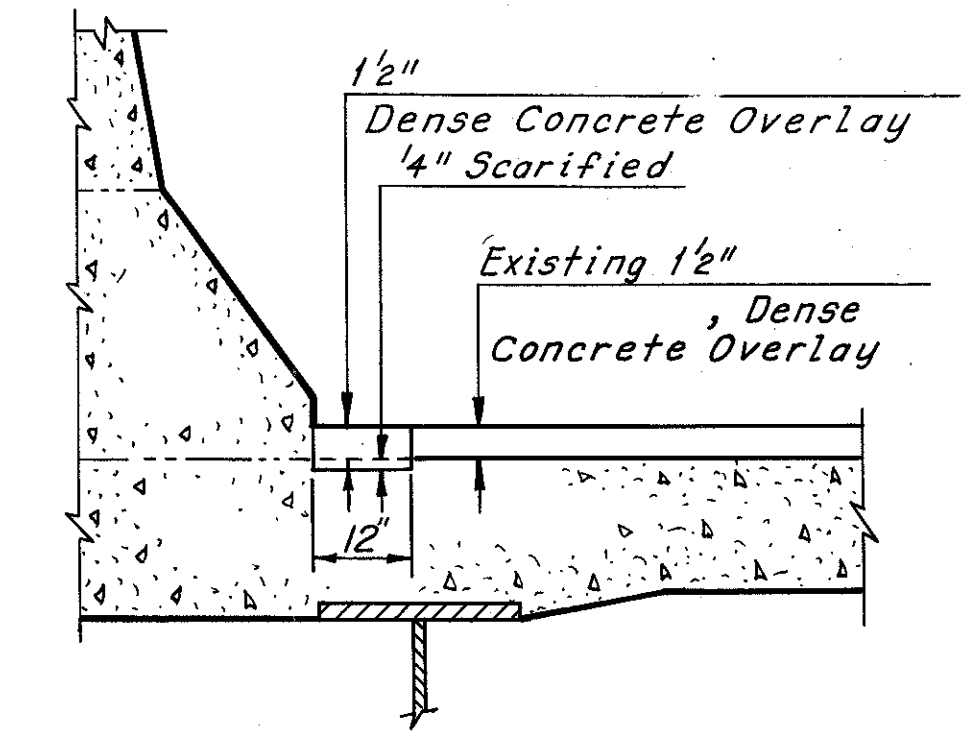 1½"
Dense Concrete Overlay
¼" Scarified
Existing 1½"
, Dense
Concrete Overlay
12"